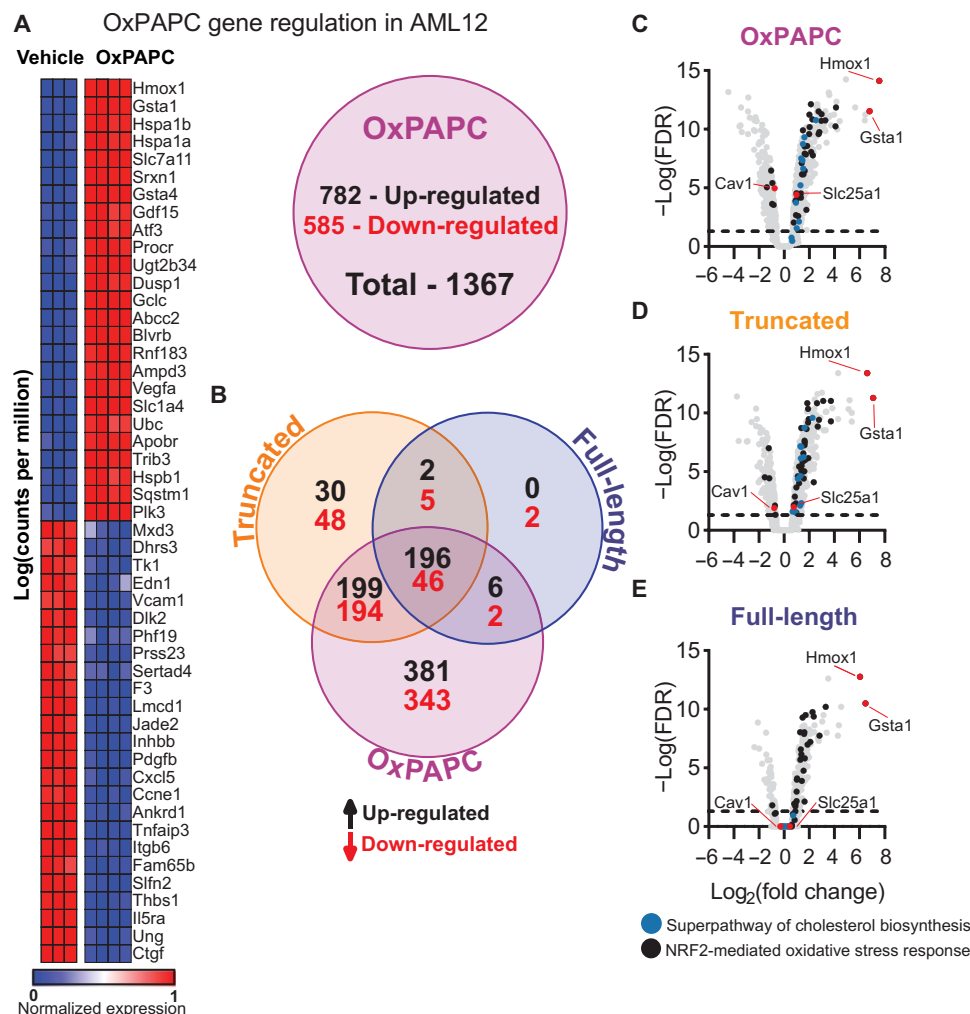 A
OxPAPC gene regulation in AML12
Vehicle OxPAPC
Log(counts per million)
Hmox1
Gsta1
Hspa1b
Hspa1a
Slc7a11
Srxn1
Gsta4
Gdf15
Atf3
Procr
Ugt2b34
Dusp1
Gclc
Abcc2
Blvrb
Rnf183
Ampd3
Vegfa
Slc1a4
Ubc
Apobr
Trib3
Hspb1
Sqstm1
Plk3
Mxd3
Dhrs3
Tk1
Edn1
Vcam1
Dlk2
Phf19
Prss23
Sertad4
F3
Lmcd1
Jade2
Inhbb
Pdgfb
Cxcl5
Ccne1
Ankrd1
Tnfaip3
Itgb6
Fam65b
Slfn2
Thbs1
Il5ra
Ung
Ctgf
0 1
Normalized expression
OxPAPC
782 - Up-regulated
585 - Down-regulated
Total - 1367
B
Truncated
Full-length
OxPAPC
30
48
2
5
0
2
196
46
199
194
6
2
381
343
Up-regulated
Down-regulated
C
OxPAPC
−Log(FDR)
15
10
5
0
−6 −4 −2 0 2 4 6 8
Hmox1
Gsta1
Cav1
Slc25a1
D
Truncated
−Log(FDR)
15
10
5
0
−6 −4 −2 0 2 4 6 8
Hmox1
Gsta1
Cav1
Slc25a1
E
Full-length
−Log(FDR)
15
10
5
0
−6 −4 −2 0 2 4 6 8
Hmox1
Gsta1
Cav1
Slc25a1
Log2(fold change)
Superpathway of cholesterol biosynthesis
NRF2-mediated oxidative stress response